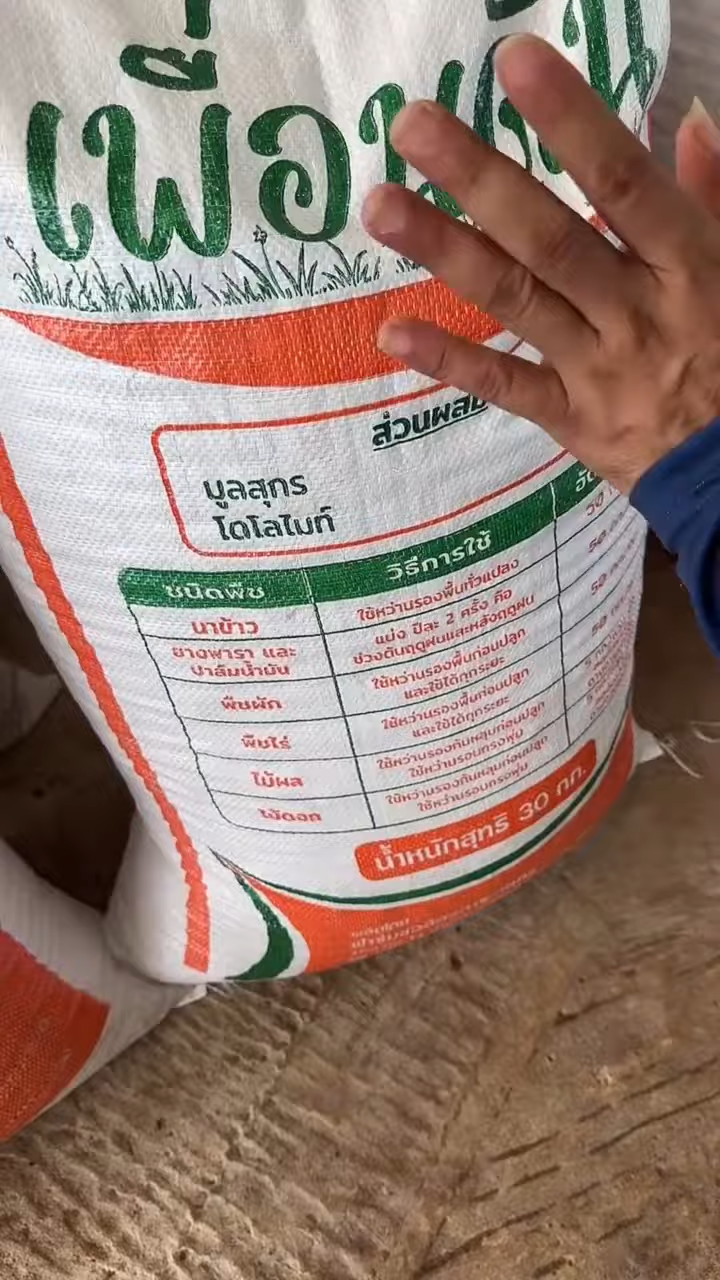 เพื่อน
ส่วนผสม
มูลสุกร
โดโลไมท์
ชนิดพืช วิธีการใช้
นาข้าว ใช้หว่านรองพื้นทั่วแปลง 50
ยางพารา และ
ปาล์มน้ำมัน
แบ่ง ปีละ 2 ครั้ง คือ
ช่วงต้นฤดูฝนและหลังฤดูฝน
พืชผัก
ใช้หว่านรองพื้นก่อนปลูก
และใช้ได้ทุกระยะ
พืชไร่
ใช้หว่านรองพื้นก่อนปลูก
และใช้ได้ทุกระยะ
ไม้ผล
ใช้หว่านรองก้นหลุมก่อนปลูก
ใช้หว่านรอบทรงพุ่ม
ไม้ดอก
ใช้หว่านรองก้นหลุมก่อนปลูก
ใช้หว่านรอบทรงพุ่ม
น้ำหนักสุทธิ 30 กก.
ผลิตโดย